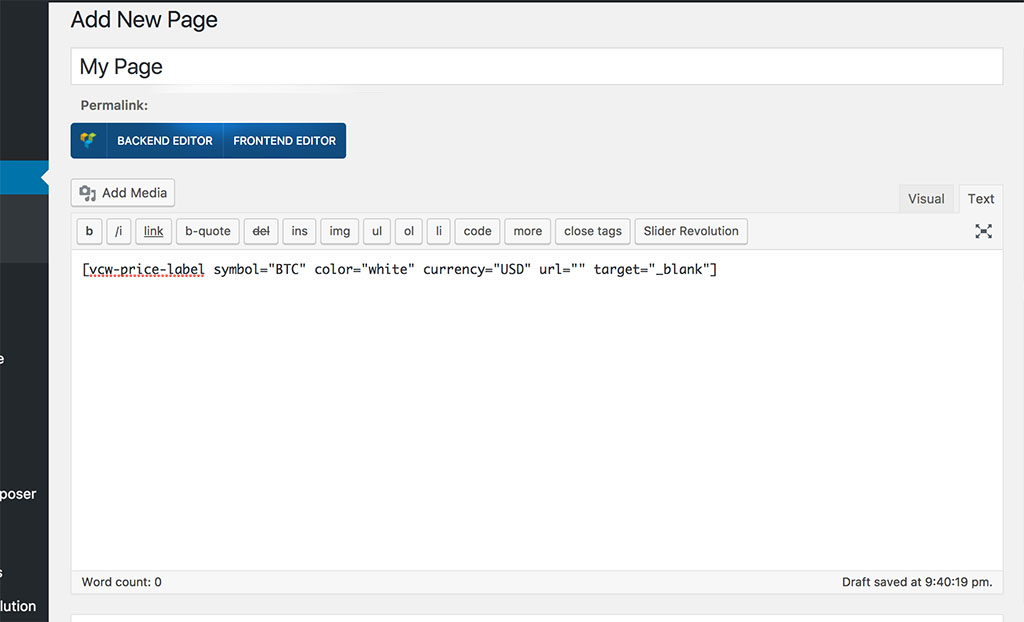 Add New Page
My Page
Permalink:
BACKEND EDITOR FRONTEND EDITOR
Add Media
Visual Text
b /i link b-quote del ins img ul ol li code more close tags Slider Revolution
[vcw-price-label symbol="BTC" color="white" currency="USD" url="" target="_blank"]
e
poser
s
lution
Word count: 0 Draft saved at 9:40:19 pm.